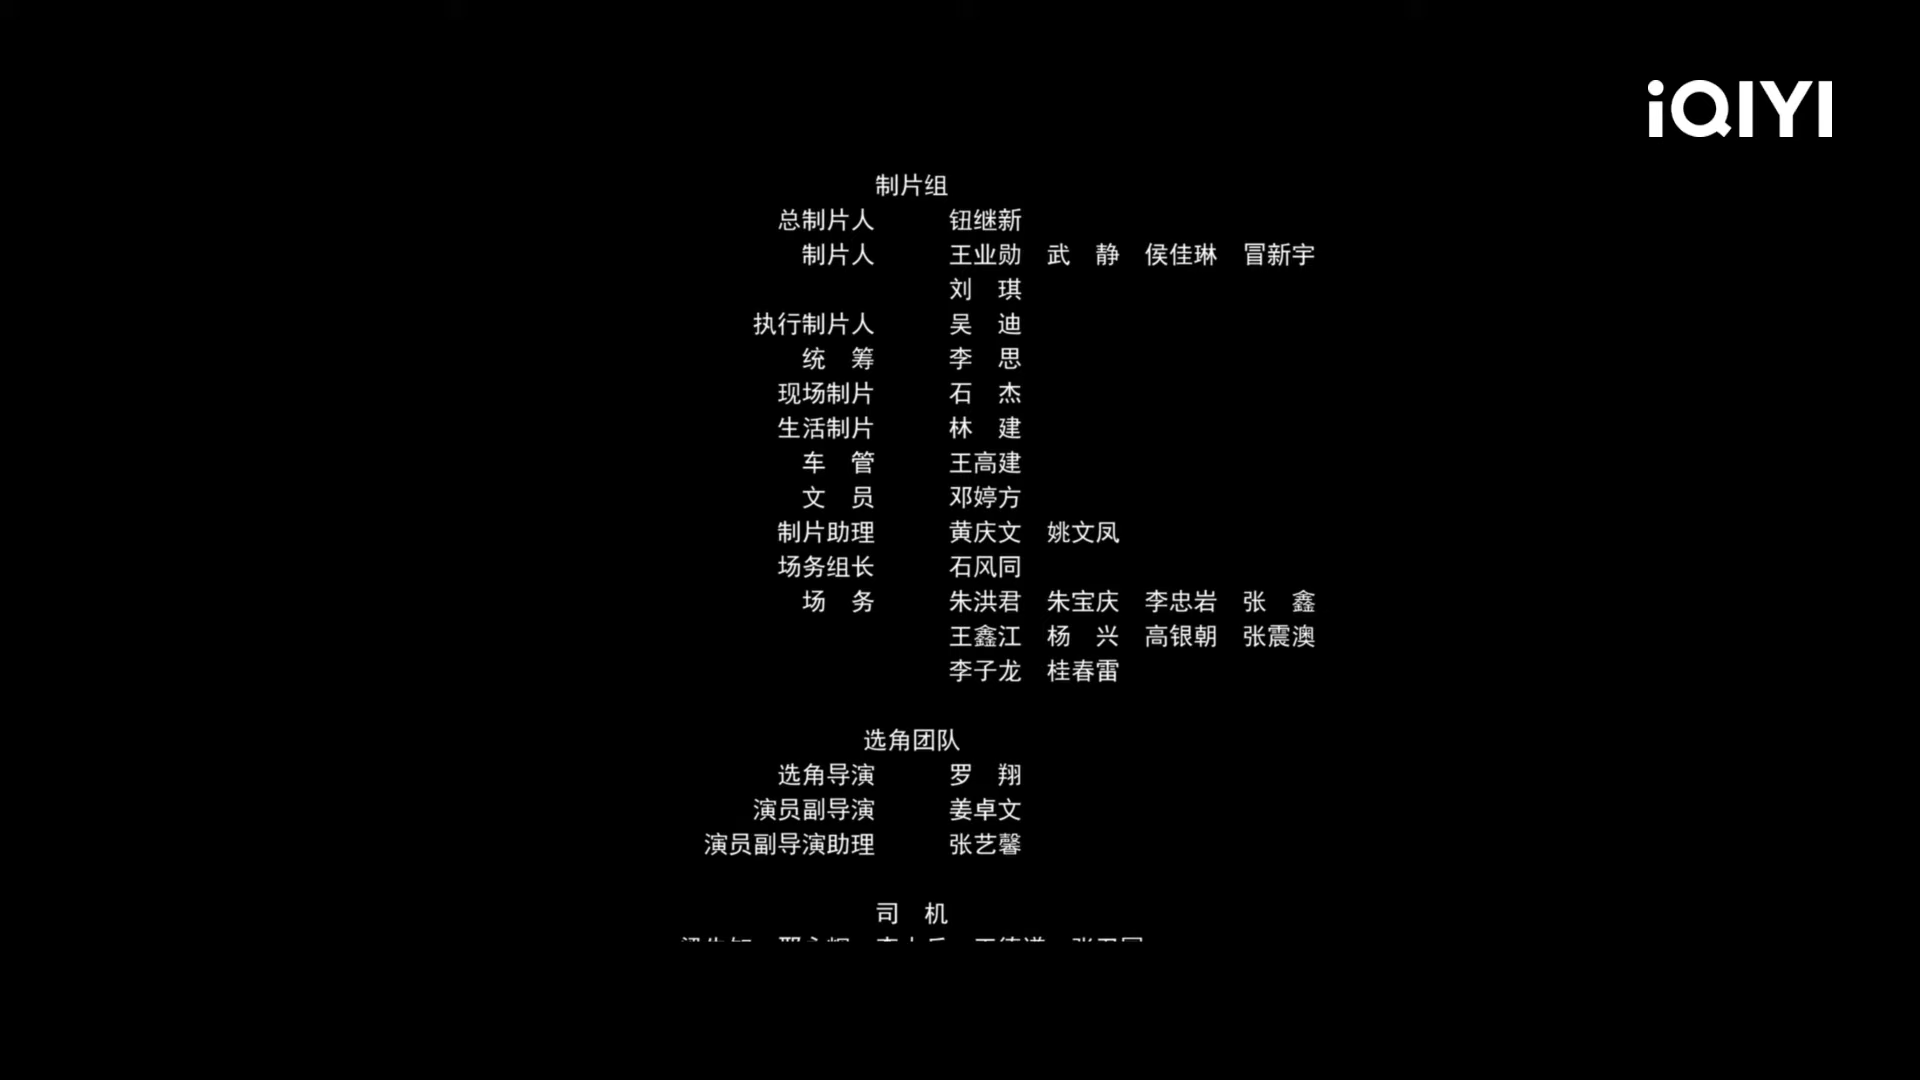 iQIYI
制片组
总制片人 钮继新
制片人 王业勋 武 静 侯佳琳 冒新宇
刘 琪
执行制片人 吴 迪
统 筹 李 思
现场制片 石 杰
生活制片 林 建
车 管 王高建
文 员 邓婷方
制片助理 黄庆文 姚文凤
场务组长 石风同
场 务 朱洪君 朱宝庆 李忠岩 张 鑫
王鑫江 杨 兴 高银朝 张震澳
李子龙 桂春雷
选角团队
选角导演 罗 翔
演员副导演 姜卓文
演员副导演助理 张艺馨
司 机